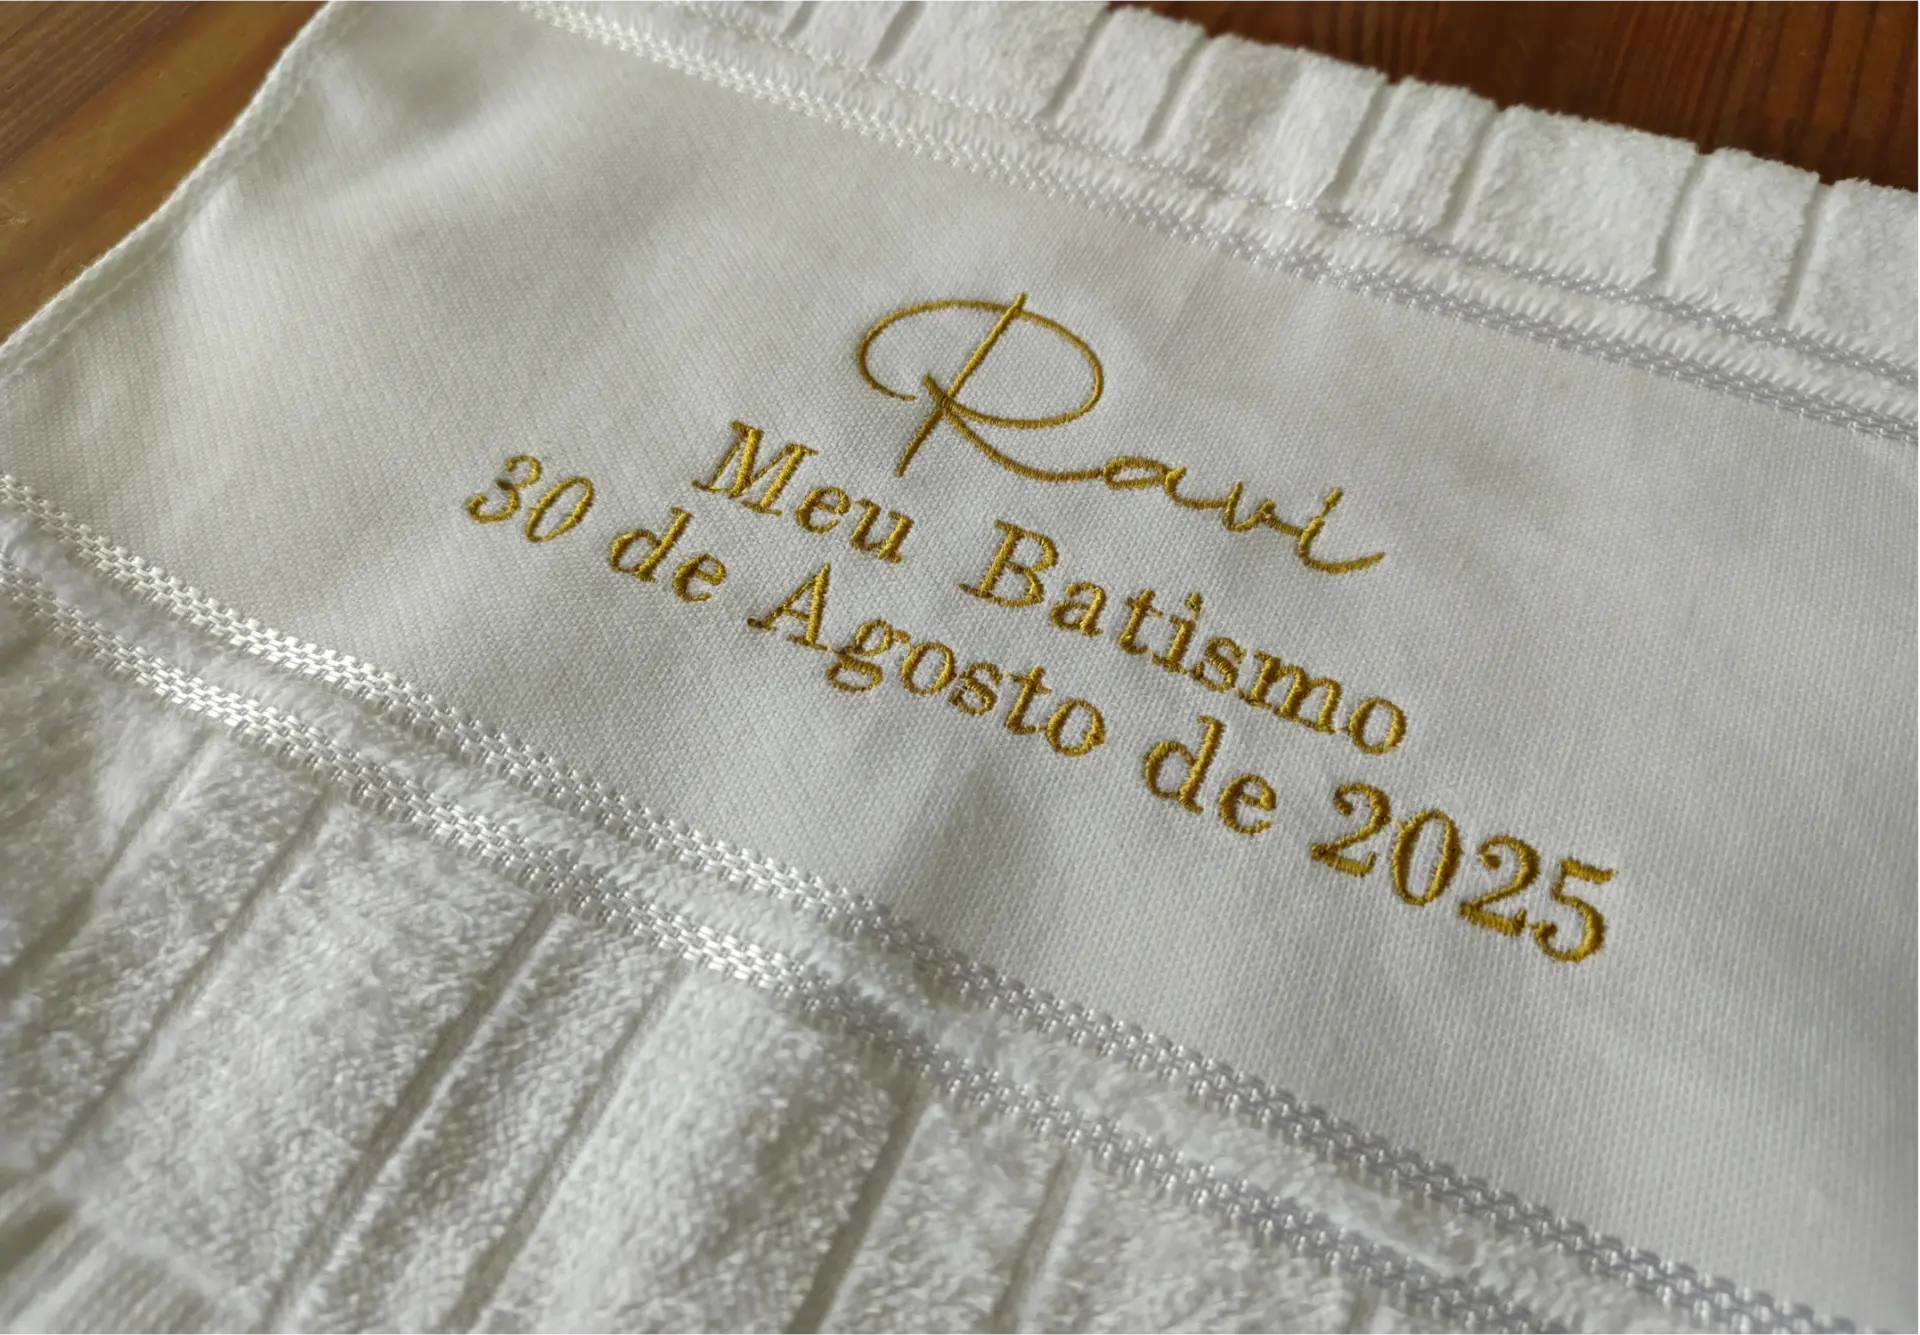 Ravi
Meu Batismo
30 de Agosto de 2025